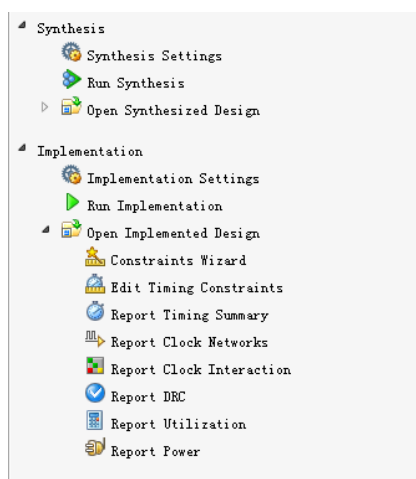 Synthesis
Synthesis Settings
Run Synthesis
Open Synthesized Design
Implementation
Implementation Settings
Run Implementation
Open Implemented Design
Constraints Wizard
Edit Timing Constraints
Report Timing Summary
Report Clock Networks
Report Clock Interaction
Report DRC
Report Utilization
Report Power